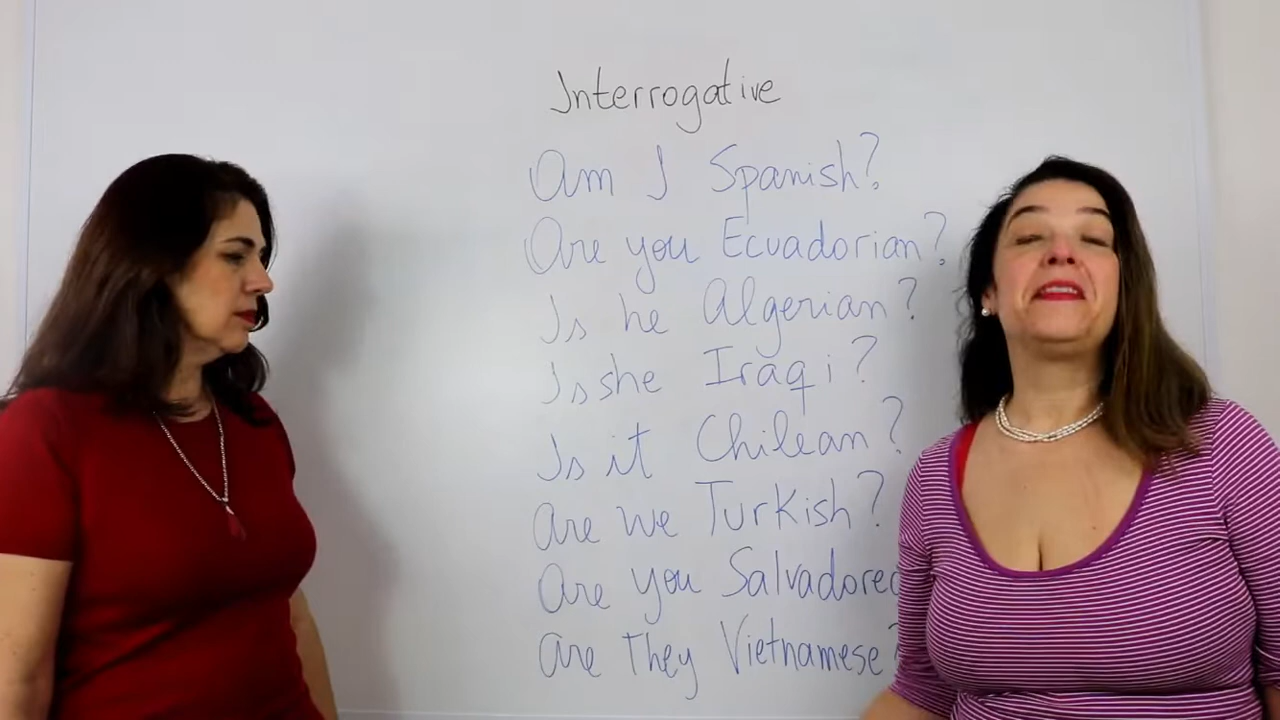 Interrogative
Am I Spanish?
Are you Ecuadorian?
Is he Algerian?
Is she Iraqi?
Is it Chilean?
Are we Turkish?
Are you
Are they Vietnamese?